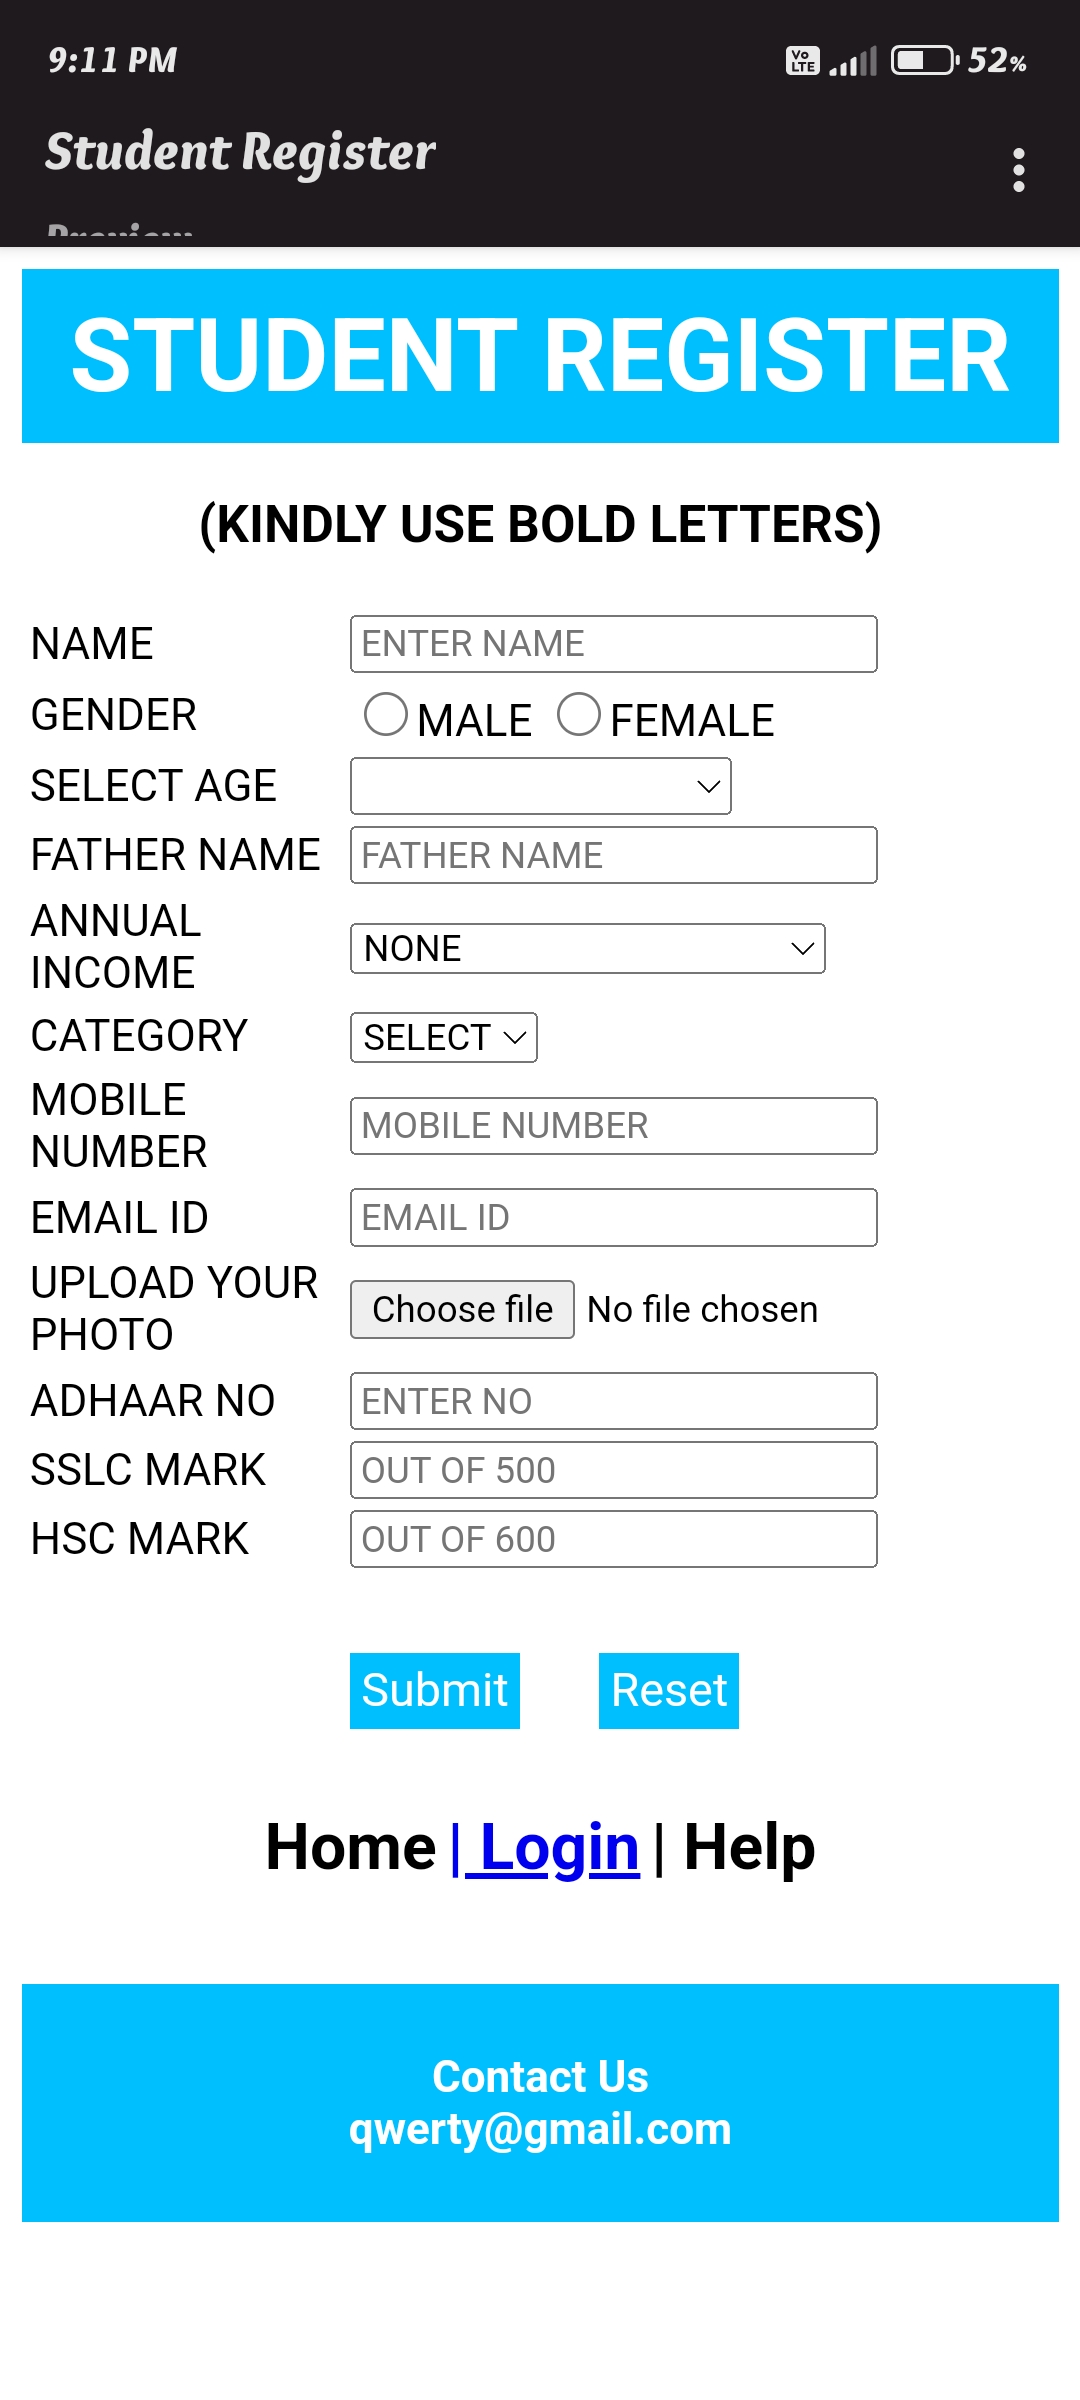 9:11 PM VoLTE 52%
Student Register
Preview
STUDENT REGISTER
(KINDLY USE BOLD LETTERS)
NAME ENTER NAME
GENDER MALE FEMALE
SELECT AGE
FATHER NAME FATHER NAME
ANNUAL
INCOME NONE
CATEGORY SELECT
MOBILE
NUMBER MOBILE NUMBER
EMAIL ID EMAIL ID
UPLOAD YOUR
PHOTO Choose file No file chosen
ADHAAR NO ENTER NO
SSLC MARK OUT OF 500
HSC MARK OUT OF 600
Submit Reset
Home | Login | Help
Contact Us
qwerty@gmail.com